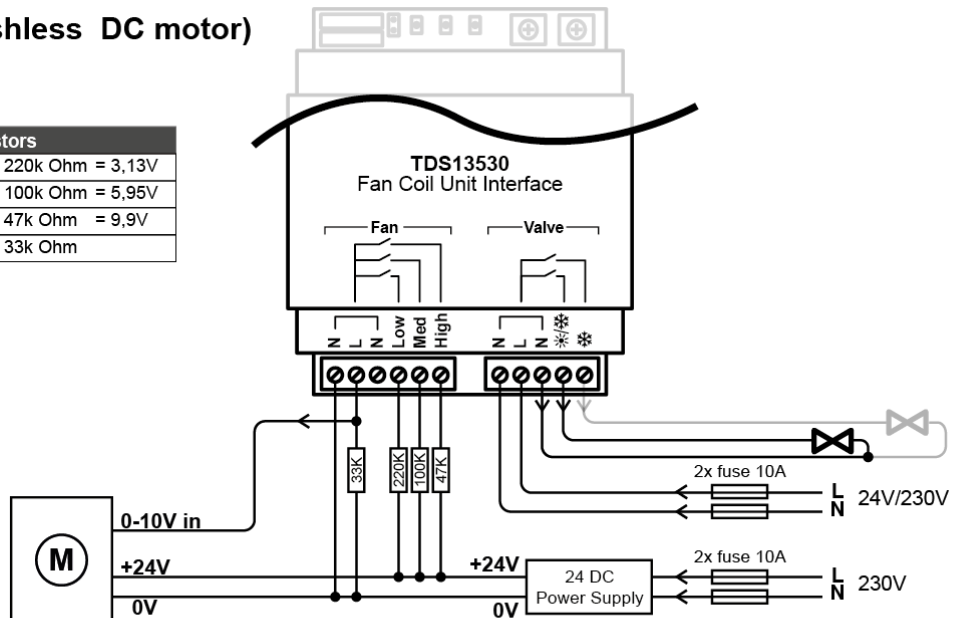 shless DC motor)
stors
220k Ohm = 3,13V
100k Ohm = 5,95V
47k Ohm = 9,9V
33k Ohm
TDS13530
Fan Coil Unit Interface
Fan
Valve
N L N Low Med High
N L N ☀/❄ ❄
33K 220K 100K 47K
2x fuse 10A
L
N
24V/230V
0-10V in
M
+24V
0V
+24V
0V
24 DC
Power Supply
2x fuse 10A
L
N
230V